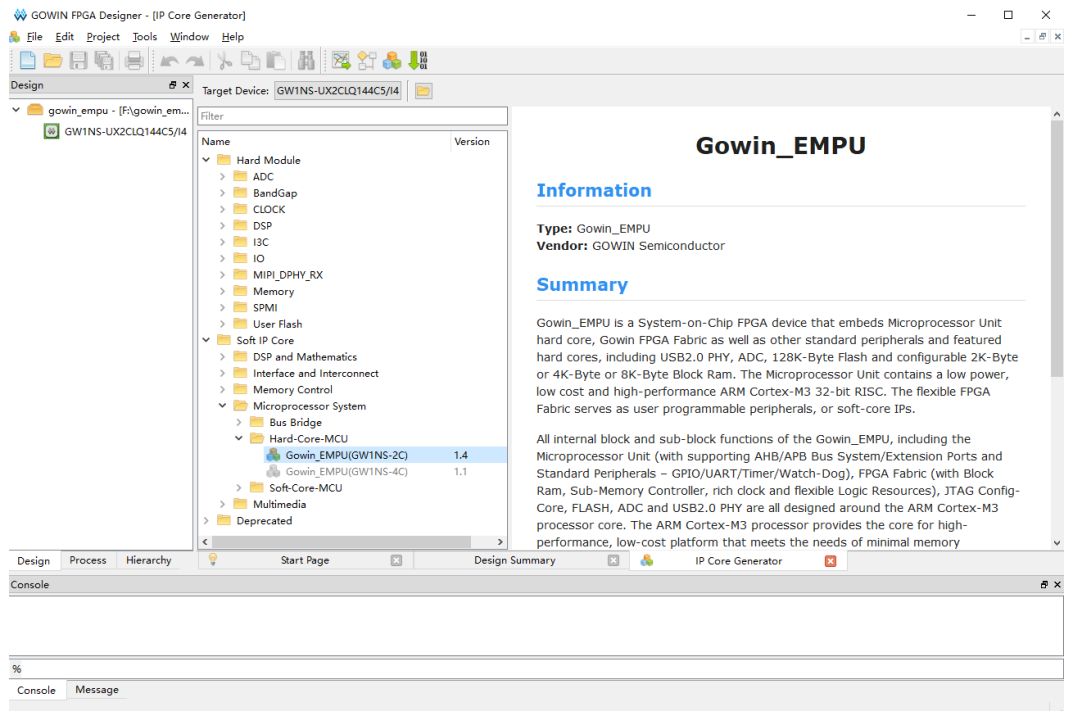 GOWIN FPGA Designer - [IP Core Generator]
File Edit Project Tools Window Help
Design
Target Device: GW1NS-UX2CLQ144C5/I4
gowin_empu - [F:\gowin_em...
GW1NS-UX2CLQ144C5/I4
Filter
Name Version
Hard Module
ADC
BandGap
CLOCK
DSP
I3C
IO
MIPI_DPHY_RX
Memory
SPMI
User Flash
Soft IP Core
DSP and Mathematics
Interface and Interconnect
Memory Control
Microprocessor System
Bus Bridge
Hard-Core-MCU
Gowin_EMPU(GW1NS-2C) 1.4
Gowin_EMPU(GW1NS-4C) 1.1
Soft-Core-MCU
Multimedia
Deprecated
Gowin_EMPU
Information
Type: Gowin_EMPU
Vendor: GOWIN Semiconductor
Summary
Gowin_EMPU is a System-on-Chip FPGA device that embeds Microprocessor Unit
hard core, Gowin FPGA Fabric as well as other standard peripherals and featured
hard cores, including USB2.0 PHY, ADC, 128K-Byte Flash and configurable 2K-Byte
or 4K-Byte or 8K-Byte Block Ram. The Microprocessor Unit contains a low power,
low cost and high-performance ARM Cortex-M3 32-bit RISC. The flexible FPGA
Fabric serves as user programmable peripherals, or soft-core IPs.
All internal block and sub-block functions of the Gowin_EMPU, including the
Microprocessor Unit (with supporting AHB/APB Bus System/Extension Ports and
Standard Peripherals – GPIO/UART/Timer/Watch-Dog), FPGA Fabric (with Block
Ram, Sub-Memory Controller, rich clock and flexible Logic Resources), JTAG Config-
Core, FLASH, ADC and USB2.0 PHY are all designed around the ARM Cortex-M3
processor core. The ARM Cortex-M3 processor provides the core for high-
performance, low-cost platform that meets the needs of minimal memory
Design Process Hierarchy
Start Page Design Summary IP Core Generator
Console
%
Console Message